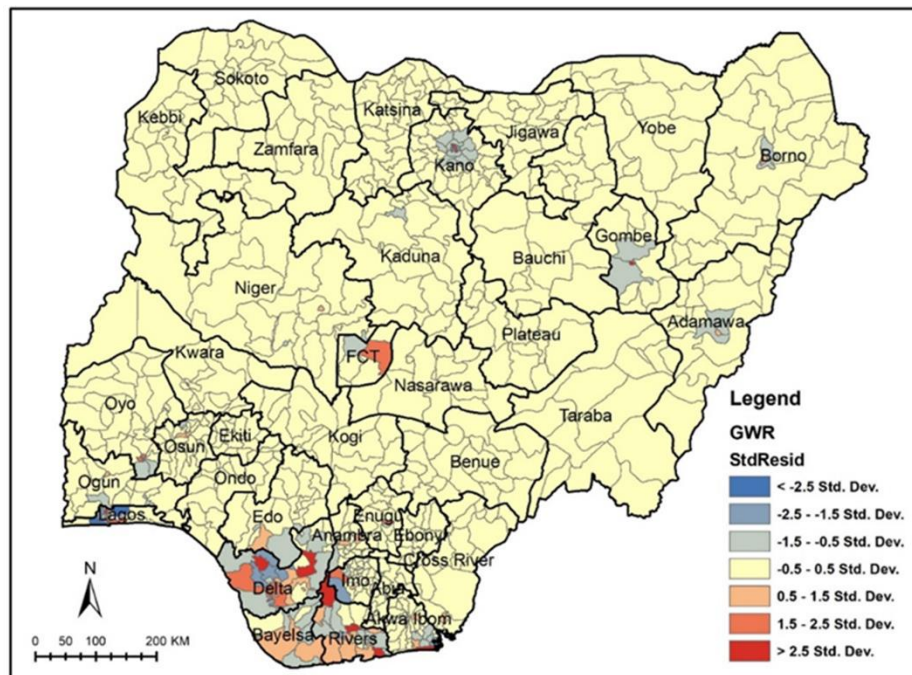 Sokoto
Kebbi
Katsina
Zamfara
Kano
Jigawa
Yobe
Borno
Kaduna
Bauchi
Gombe
Niger
Adamawa
Plateau
FCT
Kwara
Nasarawa
Oyo
Taraba
Osun
Ekiti
Kogi
Benue
Ogun
Ondo
Lagos
Edo
Enugu
Anambra
Ebonyi
Cross River
Imo
Abia
Delta
Akwa Ibom
Bayelsa
Rivers
Legend
GWR
StdResid
< -2.5 Std. Dev.
-2.5 - -1.5 Std. Dev.
-1.5 - -0.5 Std. Dev.
-0.5 - 0.5 Std. Dev.
0.5 - 1.5 Std. Dev.
1.5 - 2.5 Std. Dev.
> 2.5 Std. Dev.
N
0 50 100 200 KM